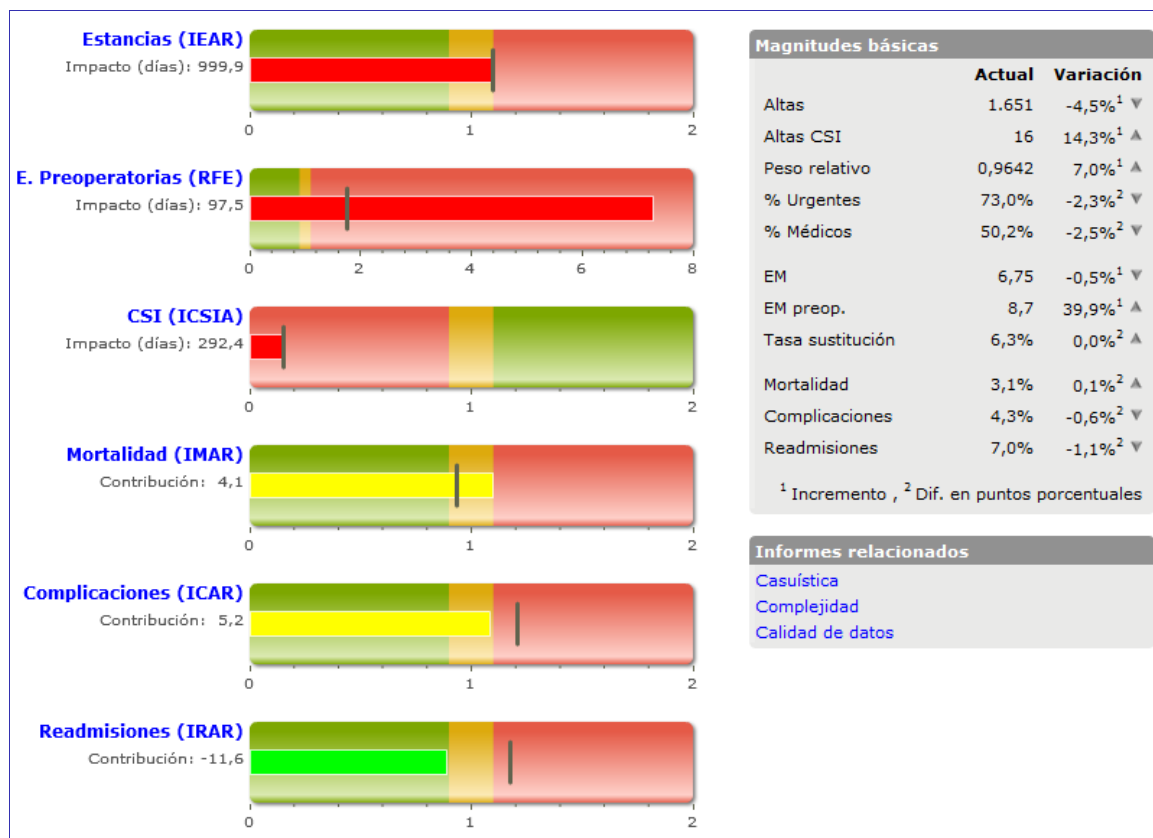 Estancias (IEAR)
Impacto (días): 999,9
0 1 2
E. Preoperatorias (RFE)
Impacto (días): 97,5
0 2 4 6 8
CSI (ICSIA)
Impacto (días): 292,4
0 1 2
Mortalidad (IMAR)
Contribución: 4,1
0 1 2
Complicaciones (ICAR)
Contribución: 5,2
0 1 2
Readmisiones (IRAR)
Contribución: -11,6
0 1 2
Magnitudes básicas
Actual Variación
Altas 1.651 -4,5%¹ ▼
Altas CSI 16 14,3%¹ ▲
Peso relativo 0,9642 7,0%¹ ▲
% Urgentes 73,0% -2,3%² ▼
% Médicos 50,2% -2,5%² ▼
EM 6,75 -0,5%¹ ▼
EM preop. 8,7 39,9%¹ ▲
Tasa sustitución 6,3% 0,0%² ▲
Mortalidad 3,1% 0,1%² ▲
Complicaciones 4,3% -0,6%² ▼
Readmisiones 7,0% -1,1%² ▼
¹ Incremento , ² Dif. en puntos porcentuales
Informes relacionados
Casuística
Complejidad
Calidad de datos